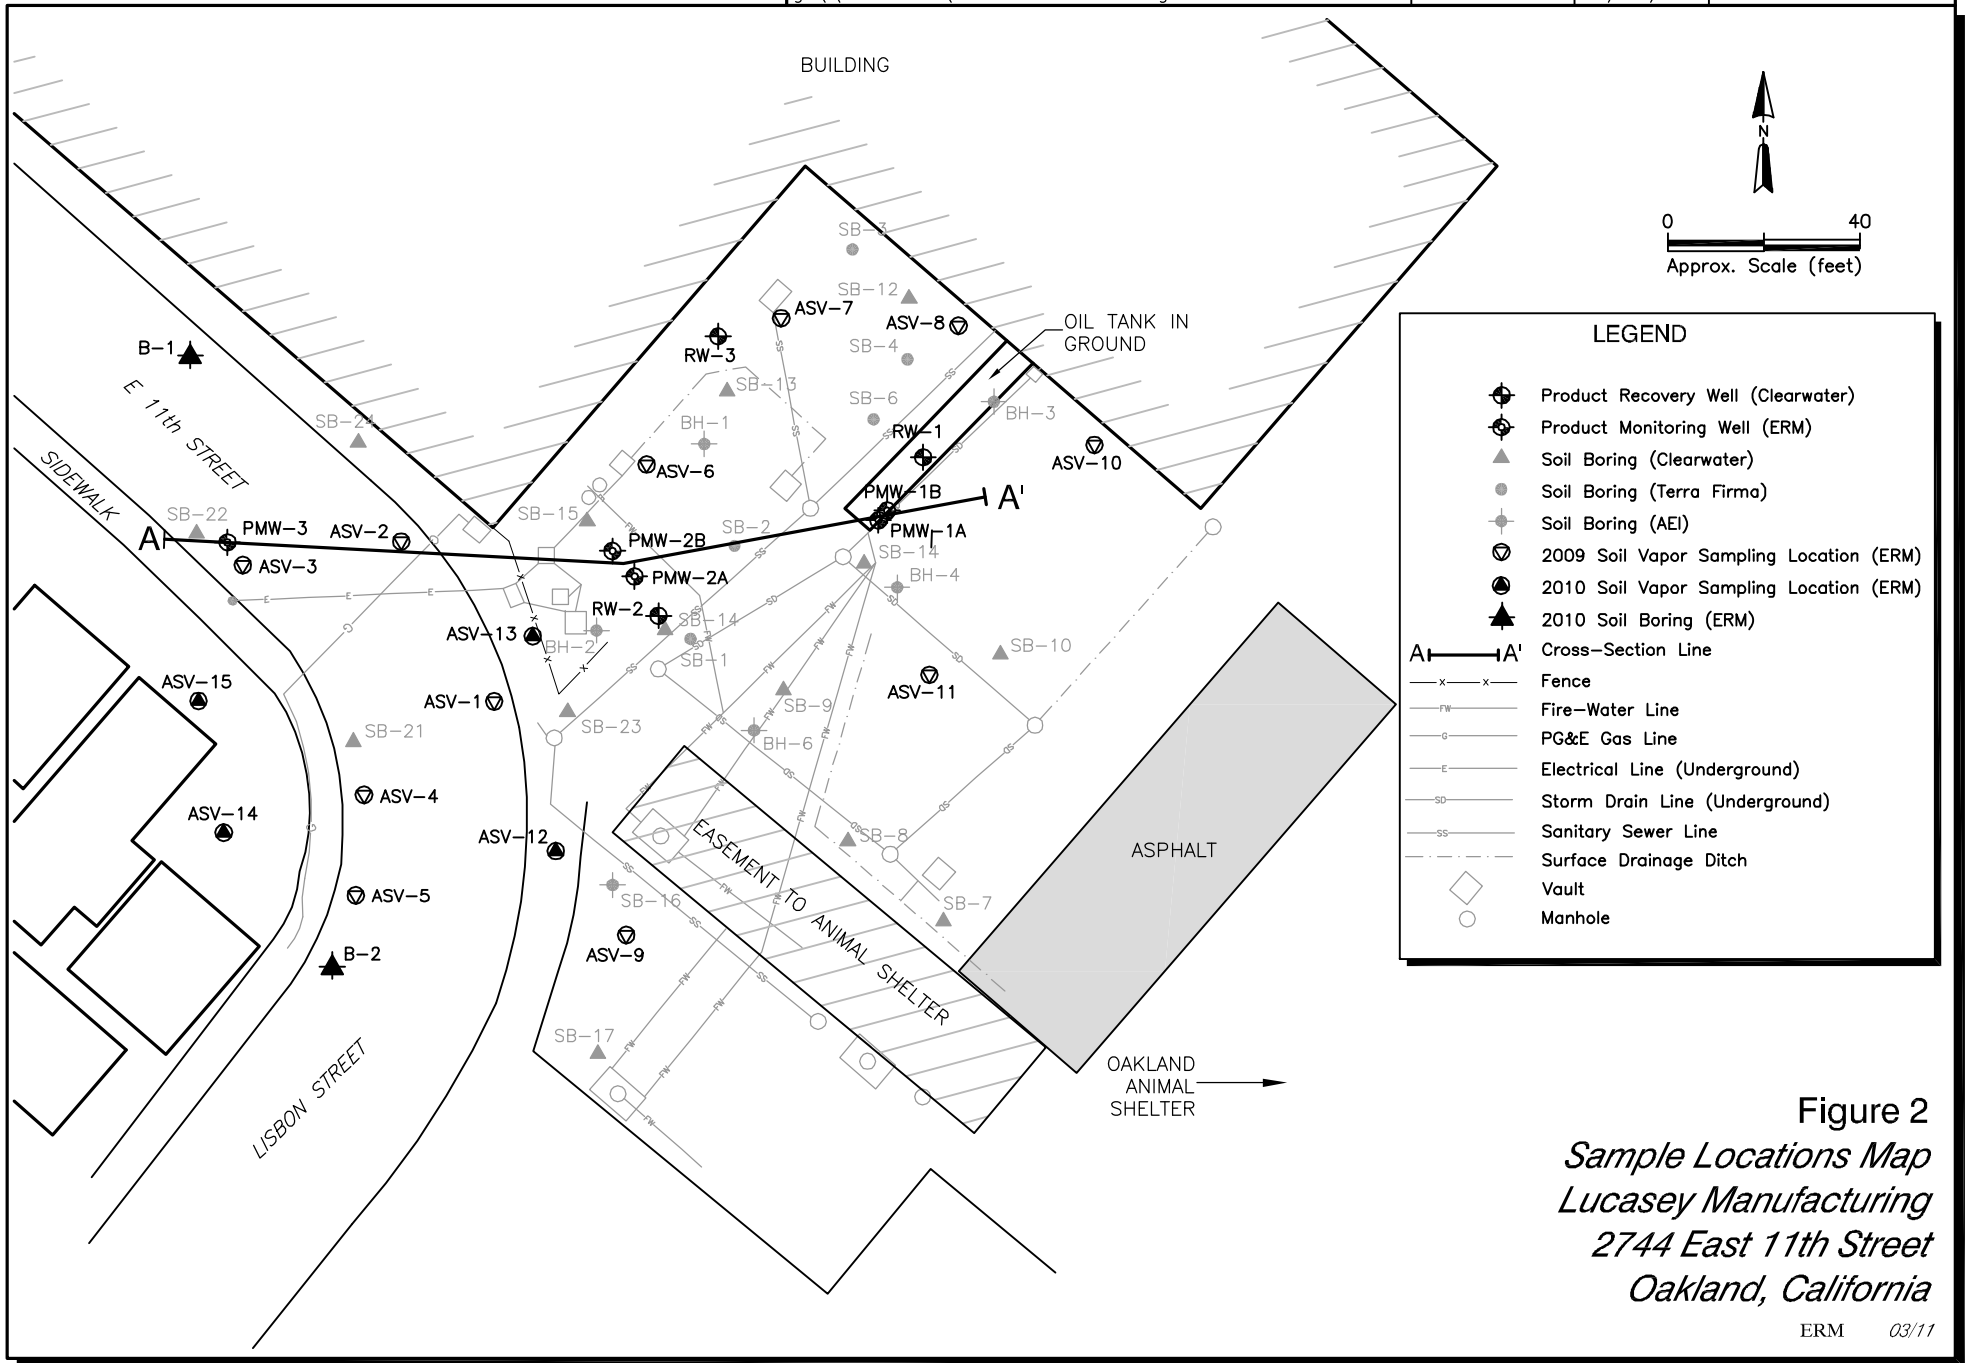 BUILDING
N
0 40
Approx. Scale (feet)
SB-3
SB-12
ASV-7
ASV-8
OIL TANK IN
GROUND
RW-3
SB-4
B-1
SB-13
SB-6
BH-3
E 11th STREET
SB-24
BH-1
RW-1
ASV-10
SIDEWALK
ASV-6
PMW-1B
A'
SB-22
PMW-3
ASV-2
SB-15
SB-2
PMW-1A
A
PMW-2B
SB-14
ASV-3
PMW-2A
BH-4
RW-2
SB-14
ASV-13
BH-2
SB-1
SB-10
ASV-15
ASV-1
ASV-11
SB-9
SB-21
SB-23
BH-6
ASV-4
ASV-14
ASV-12
SB-8
EASEMENT TO ANIMAL SHELTER
ASPHALT
ASV-5
SB-16
SB-7
B-2
ASV-9
SB-17
LISBON STREET
OAKLAND
ANIMAL
SHELTER
SS
SD
FW
E
G
x
LEGEND
Product Recovery Well (Clearwater)
Product Monitoring Well (ERM)
Soil Boring (Clearwater)
Soil Boring (Terra Firma)
Soil Boring (AEI)
2009 Soil Vapor Sampling Location (ERM)
2010 Soil Vapor Sampling Location (ERM)
2010 Soil Boring (ERM)
A A' Cross-Section Line
x x Fence
FW Fire-Water Line
G PG&E Gas Line
E Electrical Line (Underground)
SD Storm Drain Line (Underground)
SS Sanitary Sewer Line
Surface Drainage Ditch
Vault
Manhole
Figure 2
Sample Locations Map
Lucasey Manufacturing
2744 East 11th Street
Oakland, California
ERM 03/11